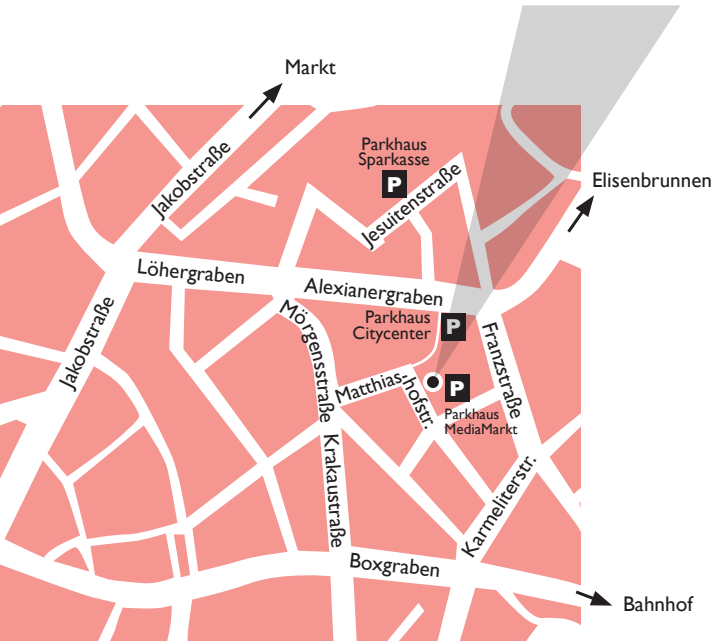 Markt
Parkhaus
Sparkasse
P
Jakobstraße
Jesuitenstraße
Elisenbrunnen
Löhergraben
Alexianergraben
Parkhaus
Citycenter
P
Jakobstraße
Mörgensstraße
Franzstraße
Matthias-
hofstr.
P
Parkhaus
MediaMarkt
Krakaustraße
Karmeliterstr.
Boxgraben
Bahnhof